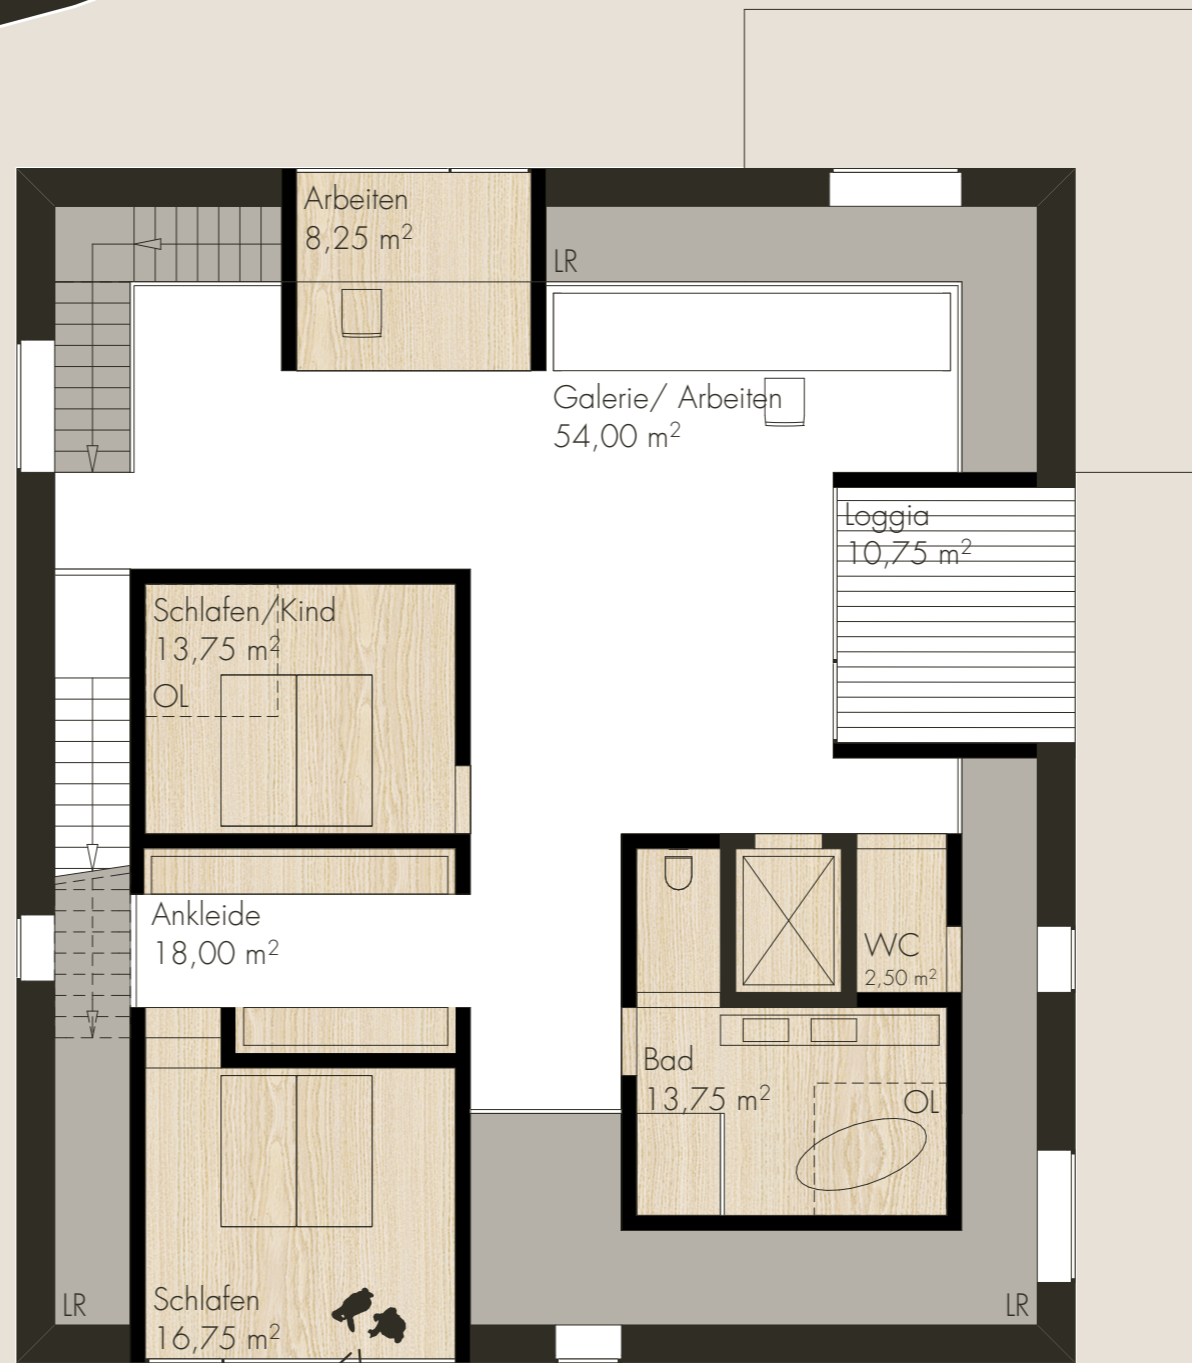 Arbeiten
8,25 m²
LR
Galerie/ Arbeiten
54,00 m²
Loggia
10,75 m²
Schlafen/Kind
13,75 m²
OL
Ankleide
18,00 m²
WC
2,50 m²
Bad
13,75 m²
OL
LR
Schlafen
16,75 m²
LR